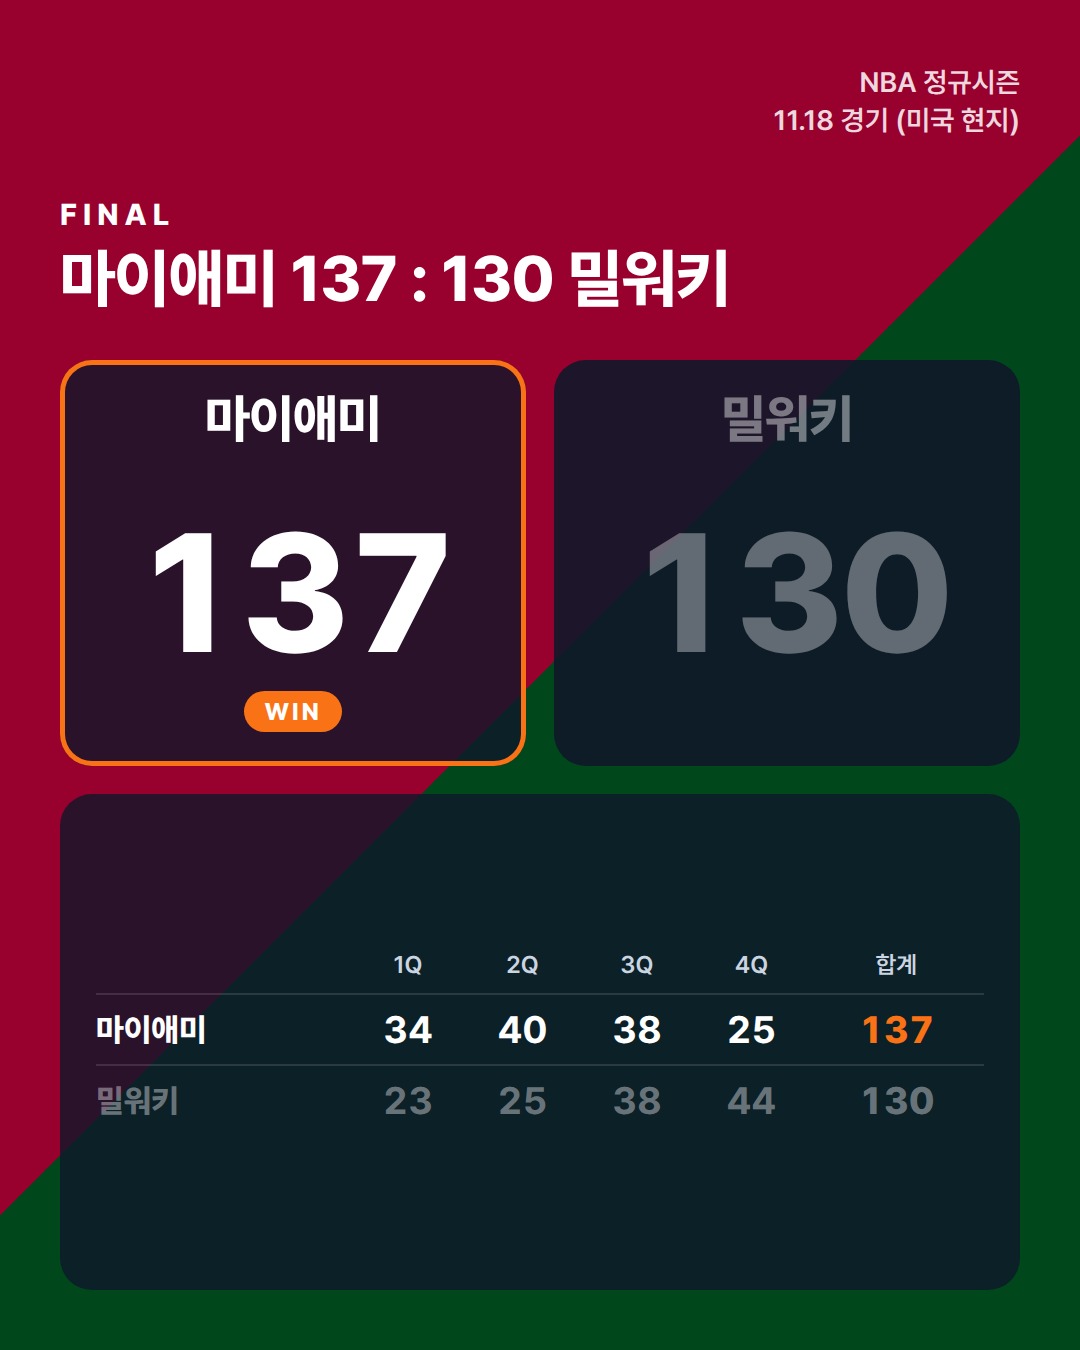 NBA 정규시즌
11.18 경기 (미국 현지)
FINAL
마이애미 137 : 130 밀워키
마이애미
137
WIN
밀워키
130
1Q 2Q 3Q 4Q 합계
마이애미 34 40 38 25 137
밀워키 23 25 38 44 130